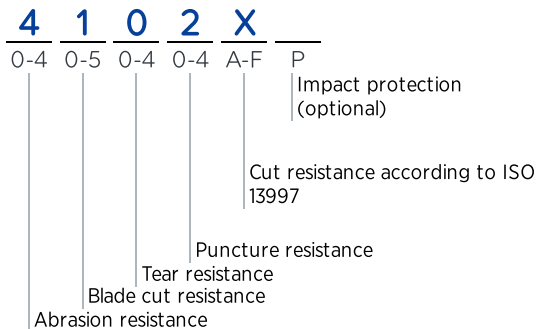 4 1 0 2 X
0-4 0-5 0-4 0-4 A-F P
Impact protection
(optional)
Cut resistance according to ISO
13997
Puncture resistance
Tear resistance
Blade cut resistance
Abrasion resistance